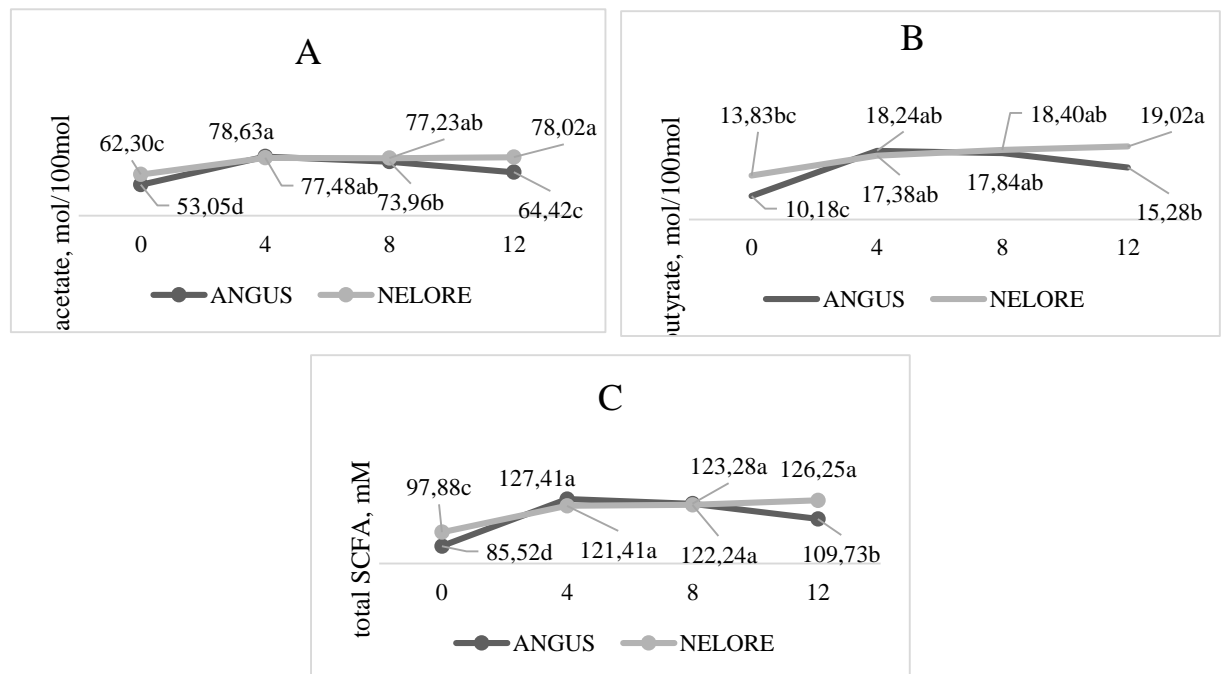 A
acetate, mol/100mol
62,30c
78,63a
77,23ab
78,02a
53,05d
77,48ab
73,96b
64,42c
0 4 8 12
ANGUS NELORE
B
butyrate, mol/100mol
13,83bc
18,24ab
18,40ab
19,02a
10,18c
17,38ab
17,84ab
15,28b
0 4 8 12
ANGUS NELORE
C
total SCFA, mM
97,88c
127,41a
123,28a
126,25a
85,52d
121,41a
122,24a
109,73b
0 4 8 12
ANGUS NELORE